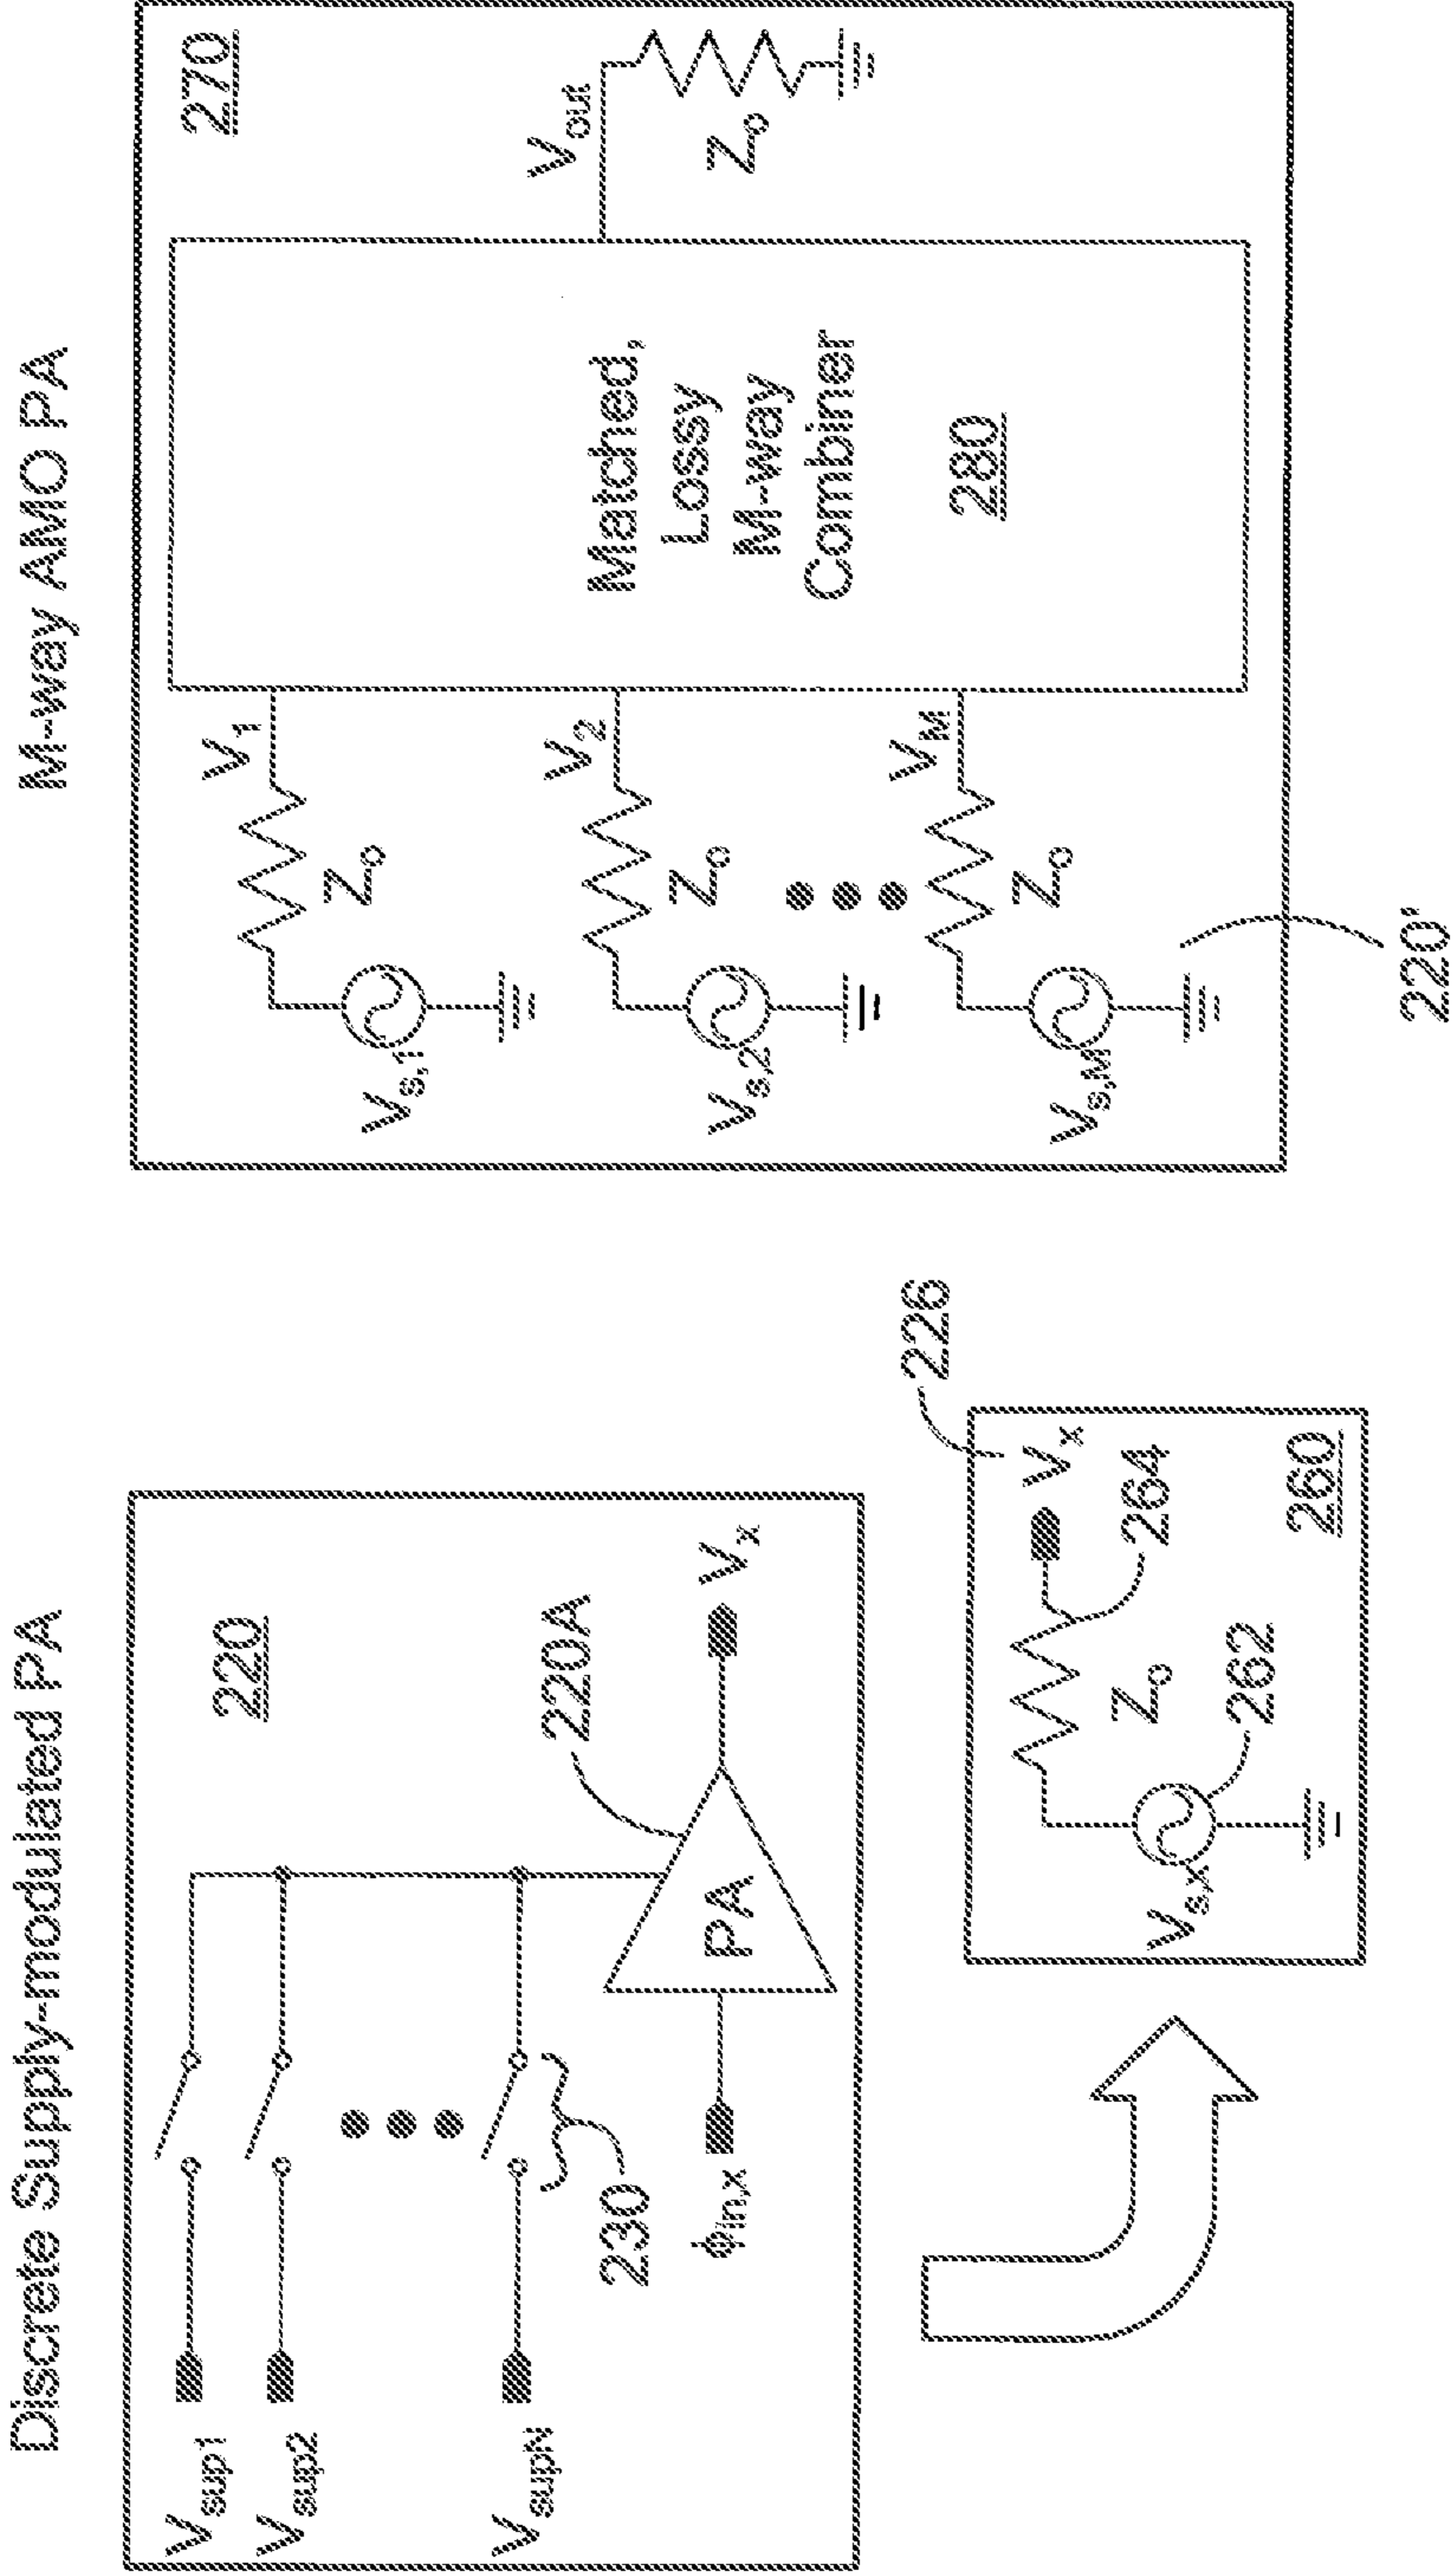 Discrete Supply-modulated PA
220
Vsup1
Vsup2
VsupN
230
220A
PA
ϕin,x
Vx
226
Vx
264
Zo
Vs,x
262
260
M-way AMO PA
270
V1
Zo
Vs,1
V2
Zo
Vs,2
VM
Zo
Vs,M
Matched,
Lossy
M-way
Combiner
280
Vout
Zo
220'